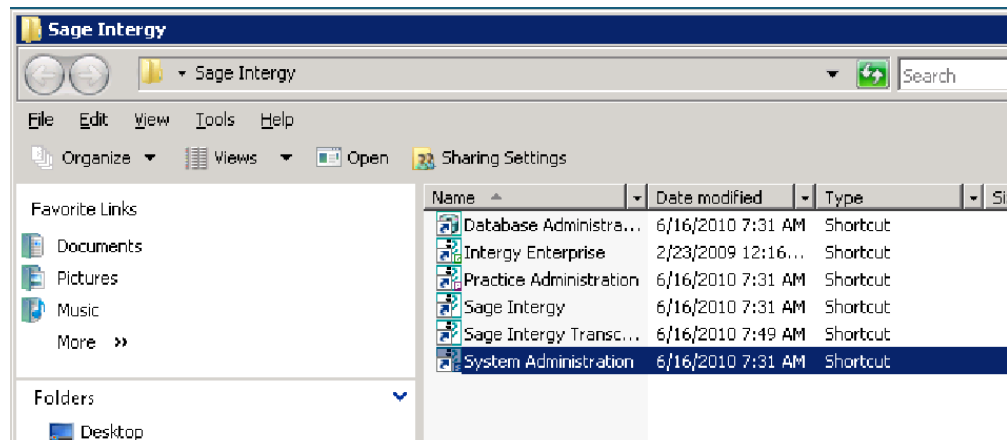 Sage Intergy
Sage Intergy Search
File Edit View Tools Help
Organize Views Open Sharing Settings
Favorite Links
Documents
Pictures
Music
More >>
Folders
Desktop
Name Date modified Type Si
Database Administra... 6/16/2010 7:31 AM Shortcut
Intergy Enterprise 2/23/2009 12:16... Shortcut
Practice Administration 6/16/2010 7:31 AM Shortcut
Sage Intergy 6/16/2010 7:31 AM Shortcut
Sage Intergy Transc... 6/16/2010 7:49 AM Shortcut
System Administration 6/16/2010 7:31 AM Shortcut